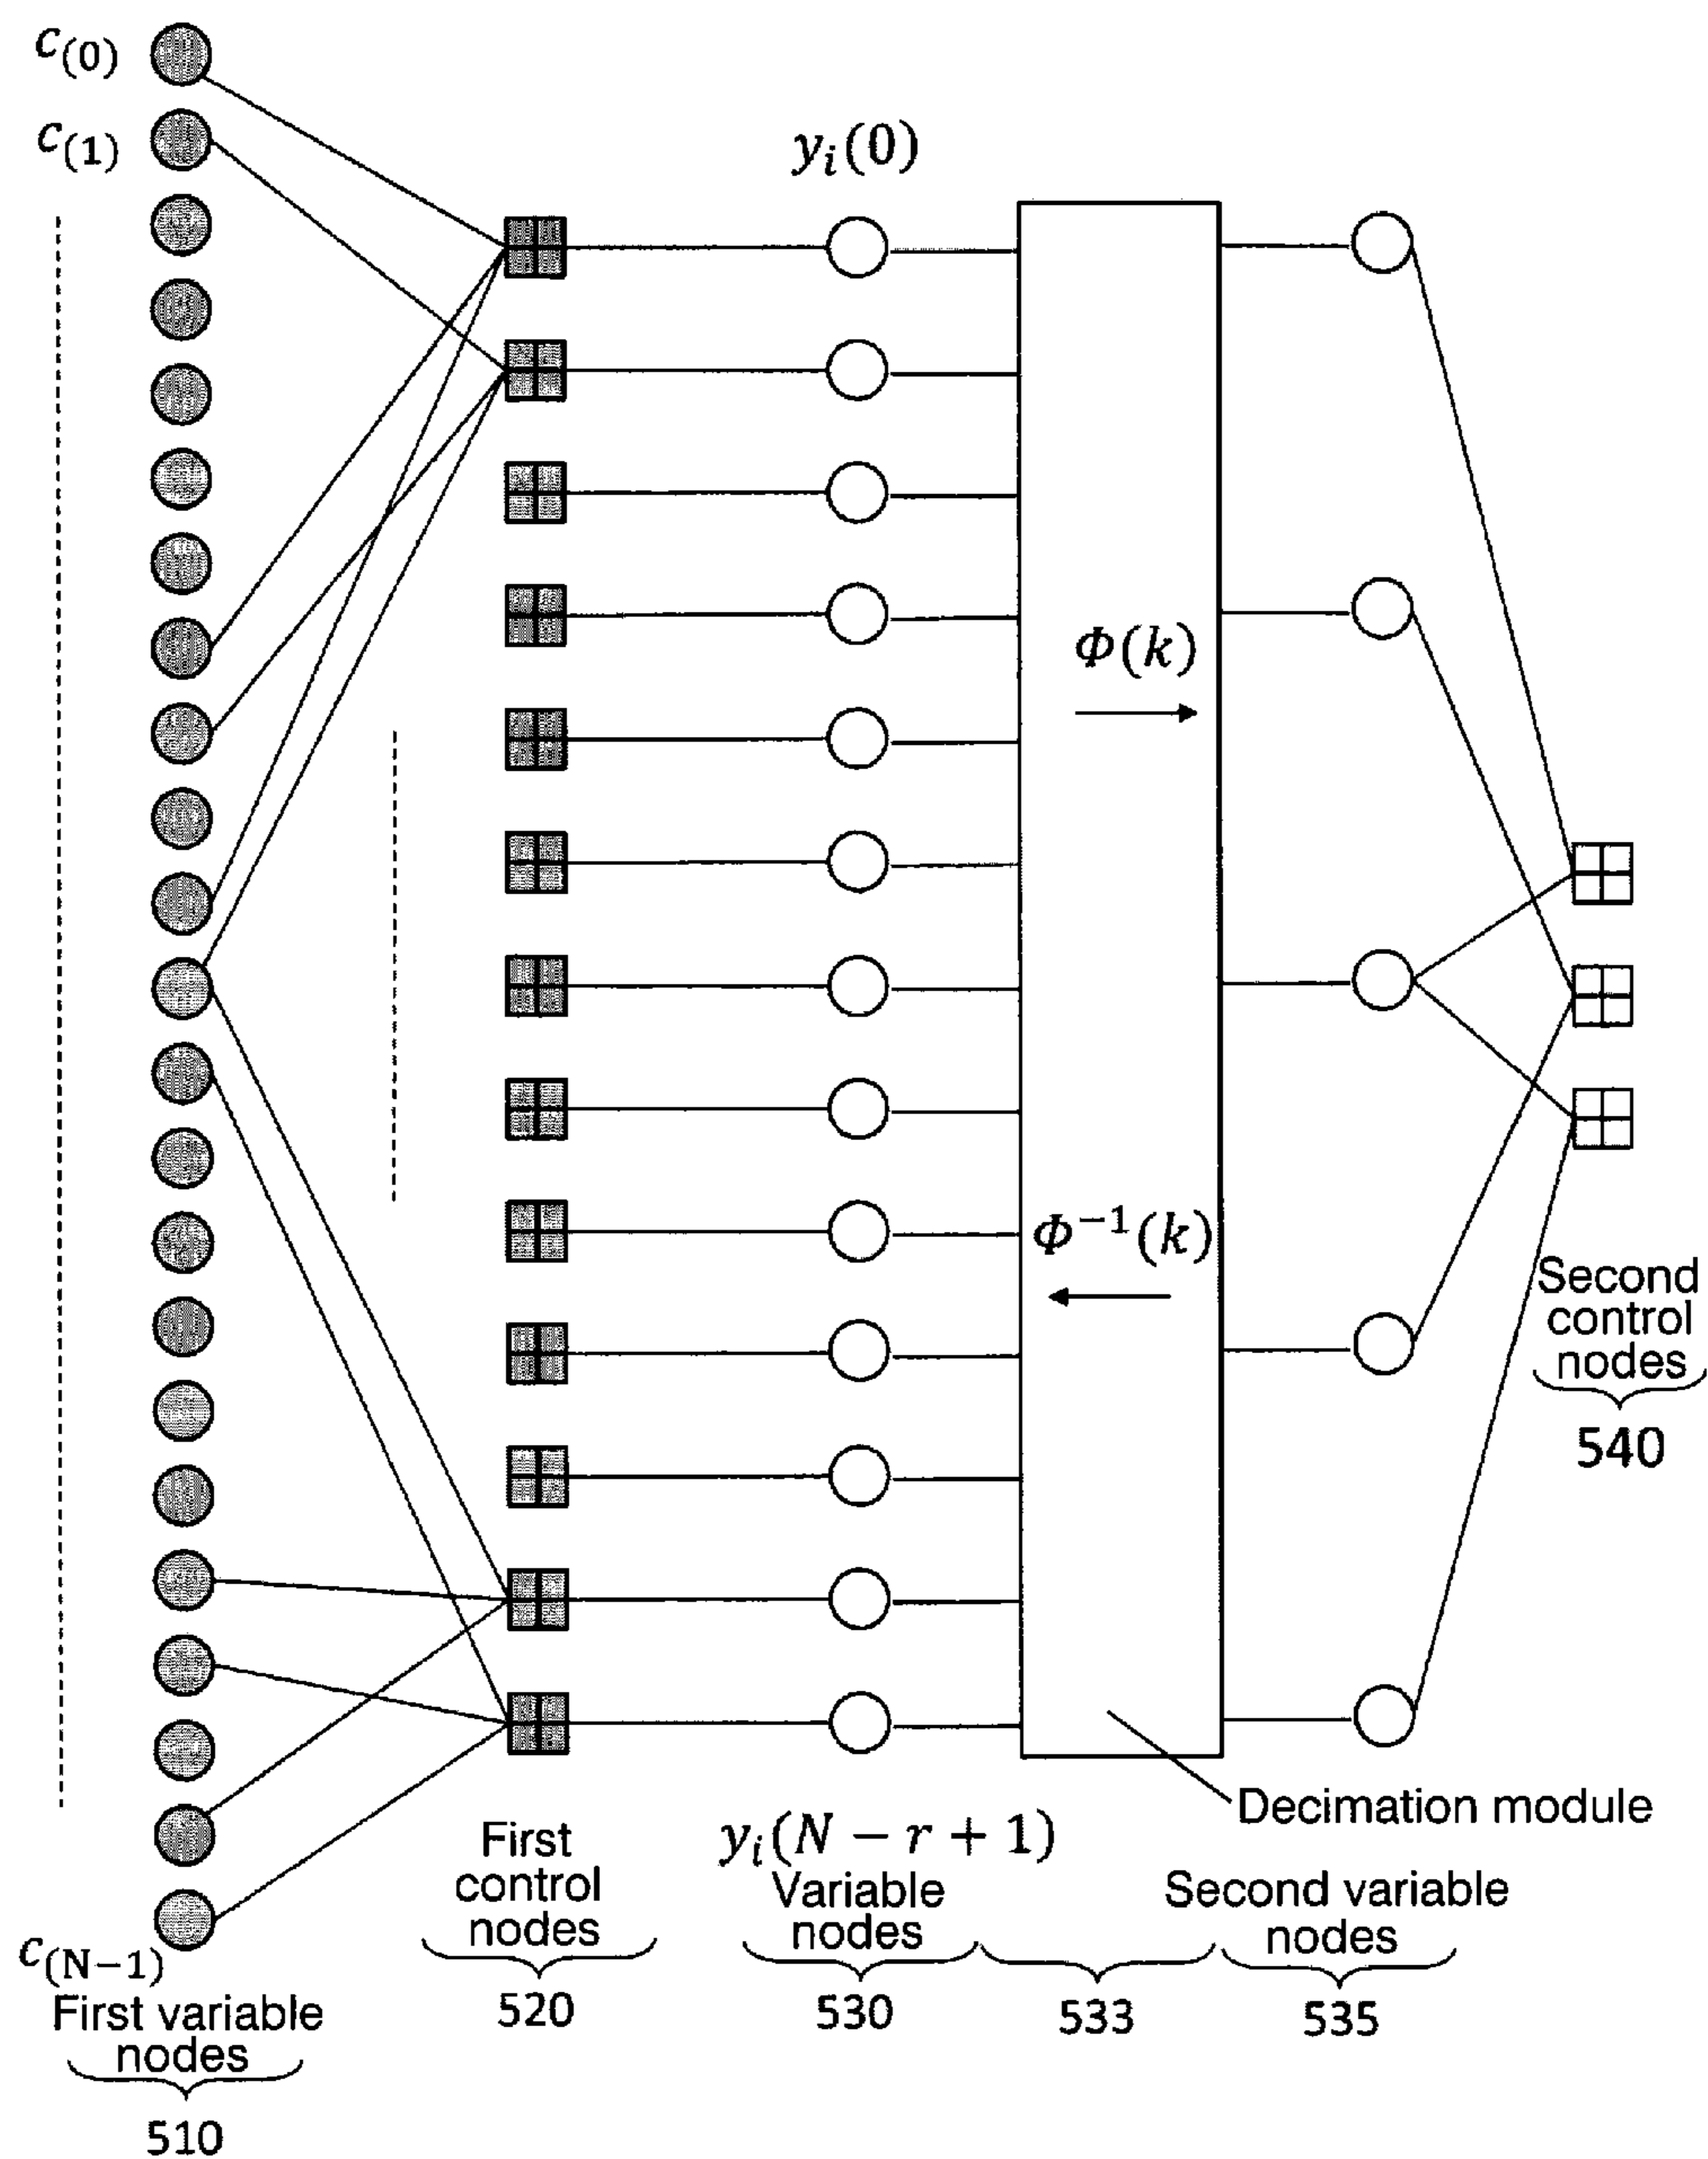 c(0)
c(1)
yᵢ(0)
Φ(k)
Φ⁻¹(k)
Second
control
nodes
540
Decimation module
yᵢ(N − r + 1)
First
control
nodes
520
Variable
nodes
530
533
Second variable
nodes
535
c(N−1)
First variable
nodes
510